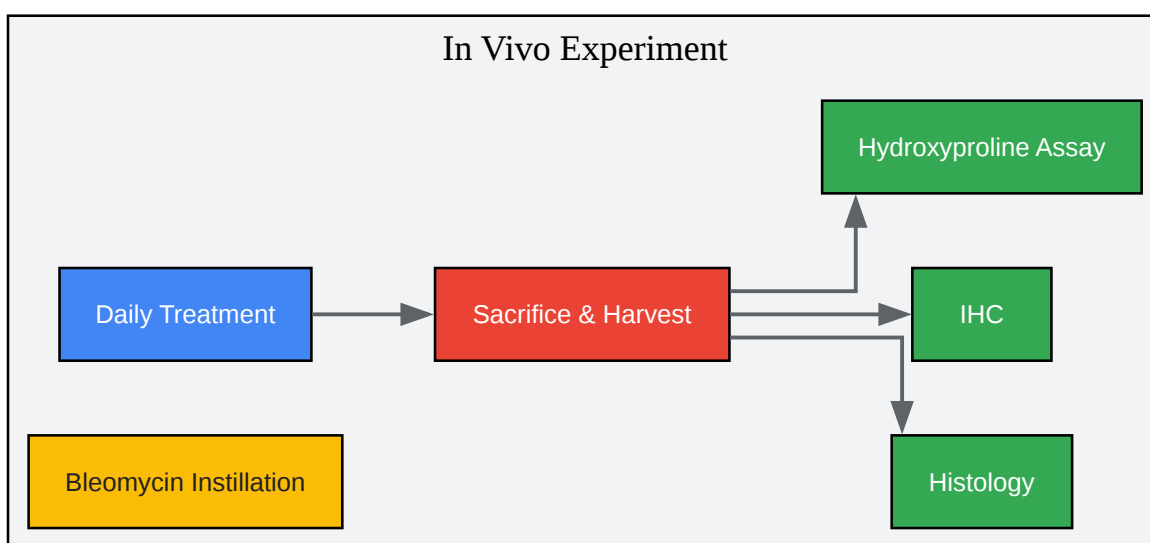 In Vivo Experiment
Hydroxyproline Assay
Daily Treatment
Sacrifice & Harvest
IHC
Bleomycin Instillation
Histology